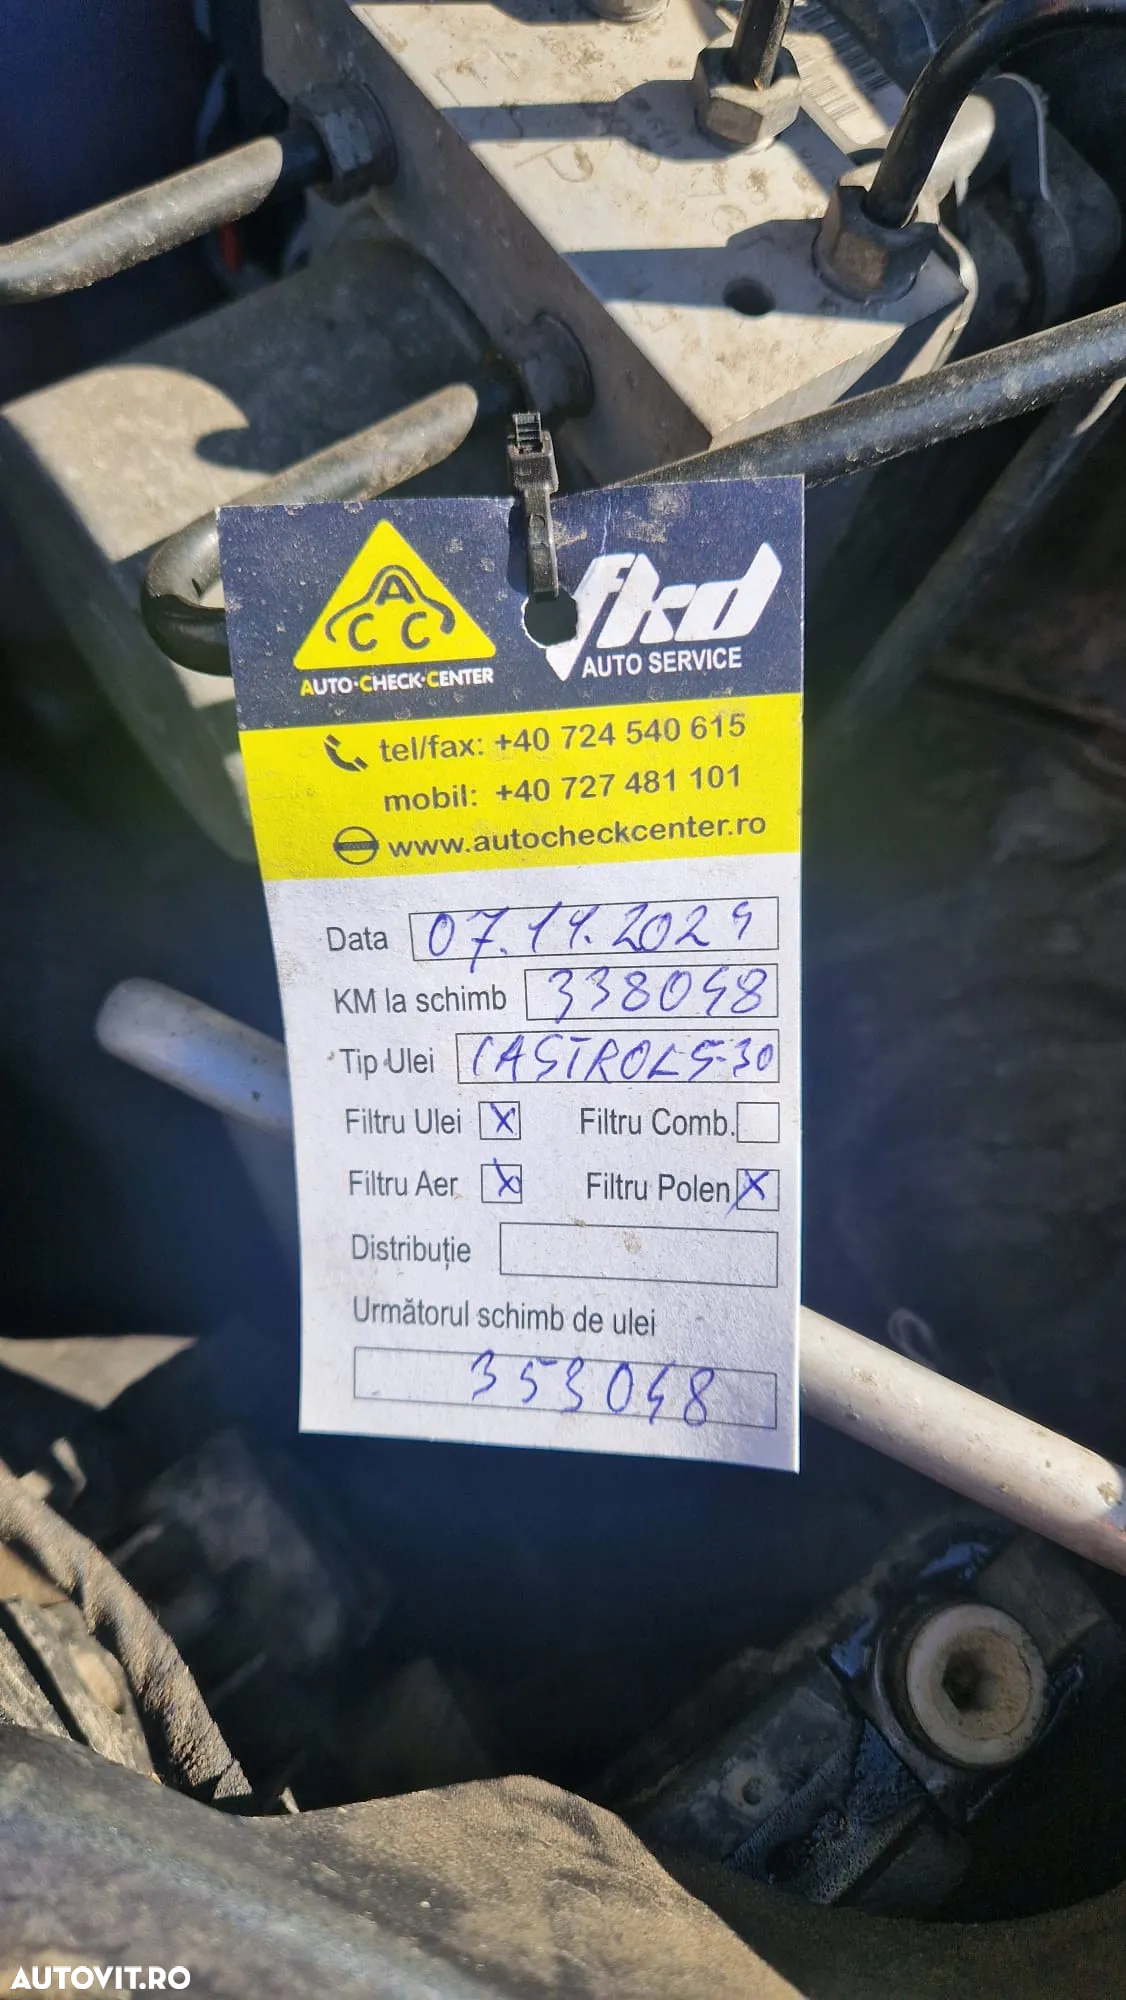 A
C C
AUTO·CHECK·CENTER
fkd
AUTO SERVICE
tel/fax: +40 724 540 615
mobil: +40 727 481 101
www.autocheckcenter.ro
Data 07.11.2024
KM la schimb 338048
Tip Ulei CASTROL 5-30
Filtru Ulei X Filtru Comb.
Filtru Aer X Filtru Polen X
Distribuție
Următorul schimb de ulei
353048
AUTOVIT.RO